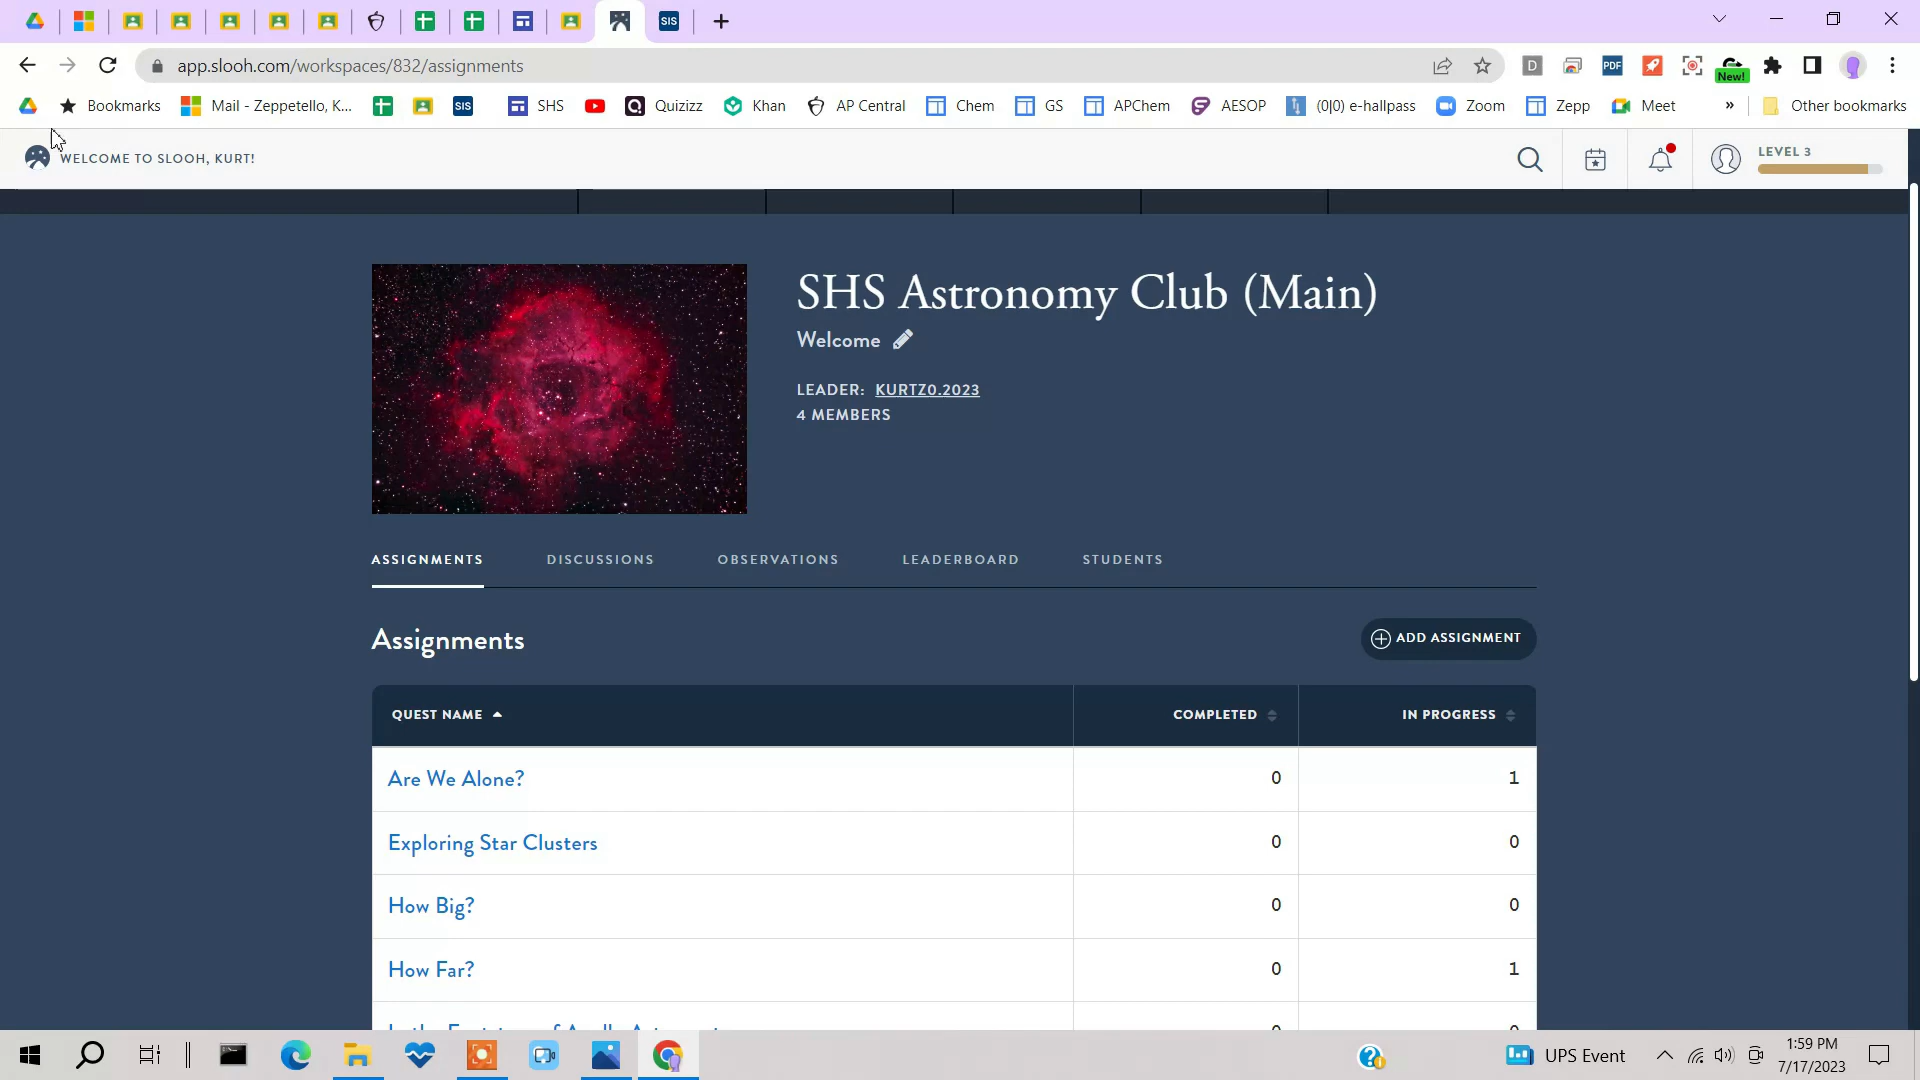 SIS
app.slooh.com/workspaces/832/assignments
D
PDF
New!
Bookmarks
Mail - Zeppetello, K...
SIS
SHS
Quizizz
Khan
AP Central
Chem
GS
APChem
AESOP
(0|0) e-hallpass
Zoom
Zepp
Meet
»
Other bookmarks
WELCOME TO SLOOH, KURT!
LEVEL 3
SHS Astronomy Club (Main)
Welcome
LEADER: KURTZ0.2023
4 MEMBERS
ASSIGNMENTS
DISCUSSIONS
OBSERVATIONS
LEADERBOARD
STUDENTS
Assignments
ADD ASSIGNMENT
QUEST NAME
COMPLETED
IN PROGRESS
Are We Alone?
0
1
Exploring Star Clusters
0
0
How Big?
0
0
How Far?
0
1
UPS Event
1:59 PM
7/17/2023